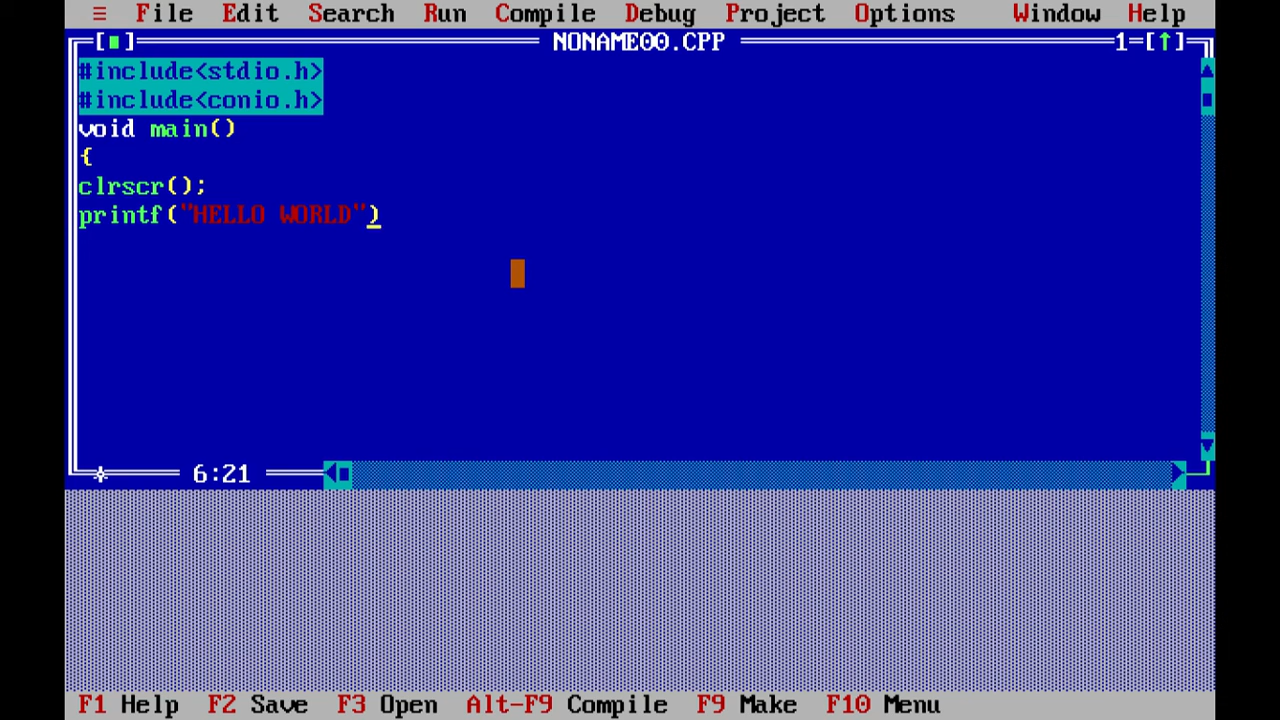 ≡ File Edit Search Run Compile Debug Project Options Window Help
[■] NONAME00.CPP 1=[↑]
#include<stdio.h>
#include<conio.h>
void main()
{
clrscr();
printf("HELLO WORLD")
6:21
F1 Help F2 Save F3 Open Alt-F9 Compile F9 Make F10 Menu